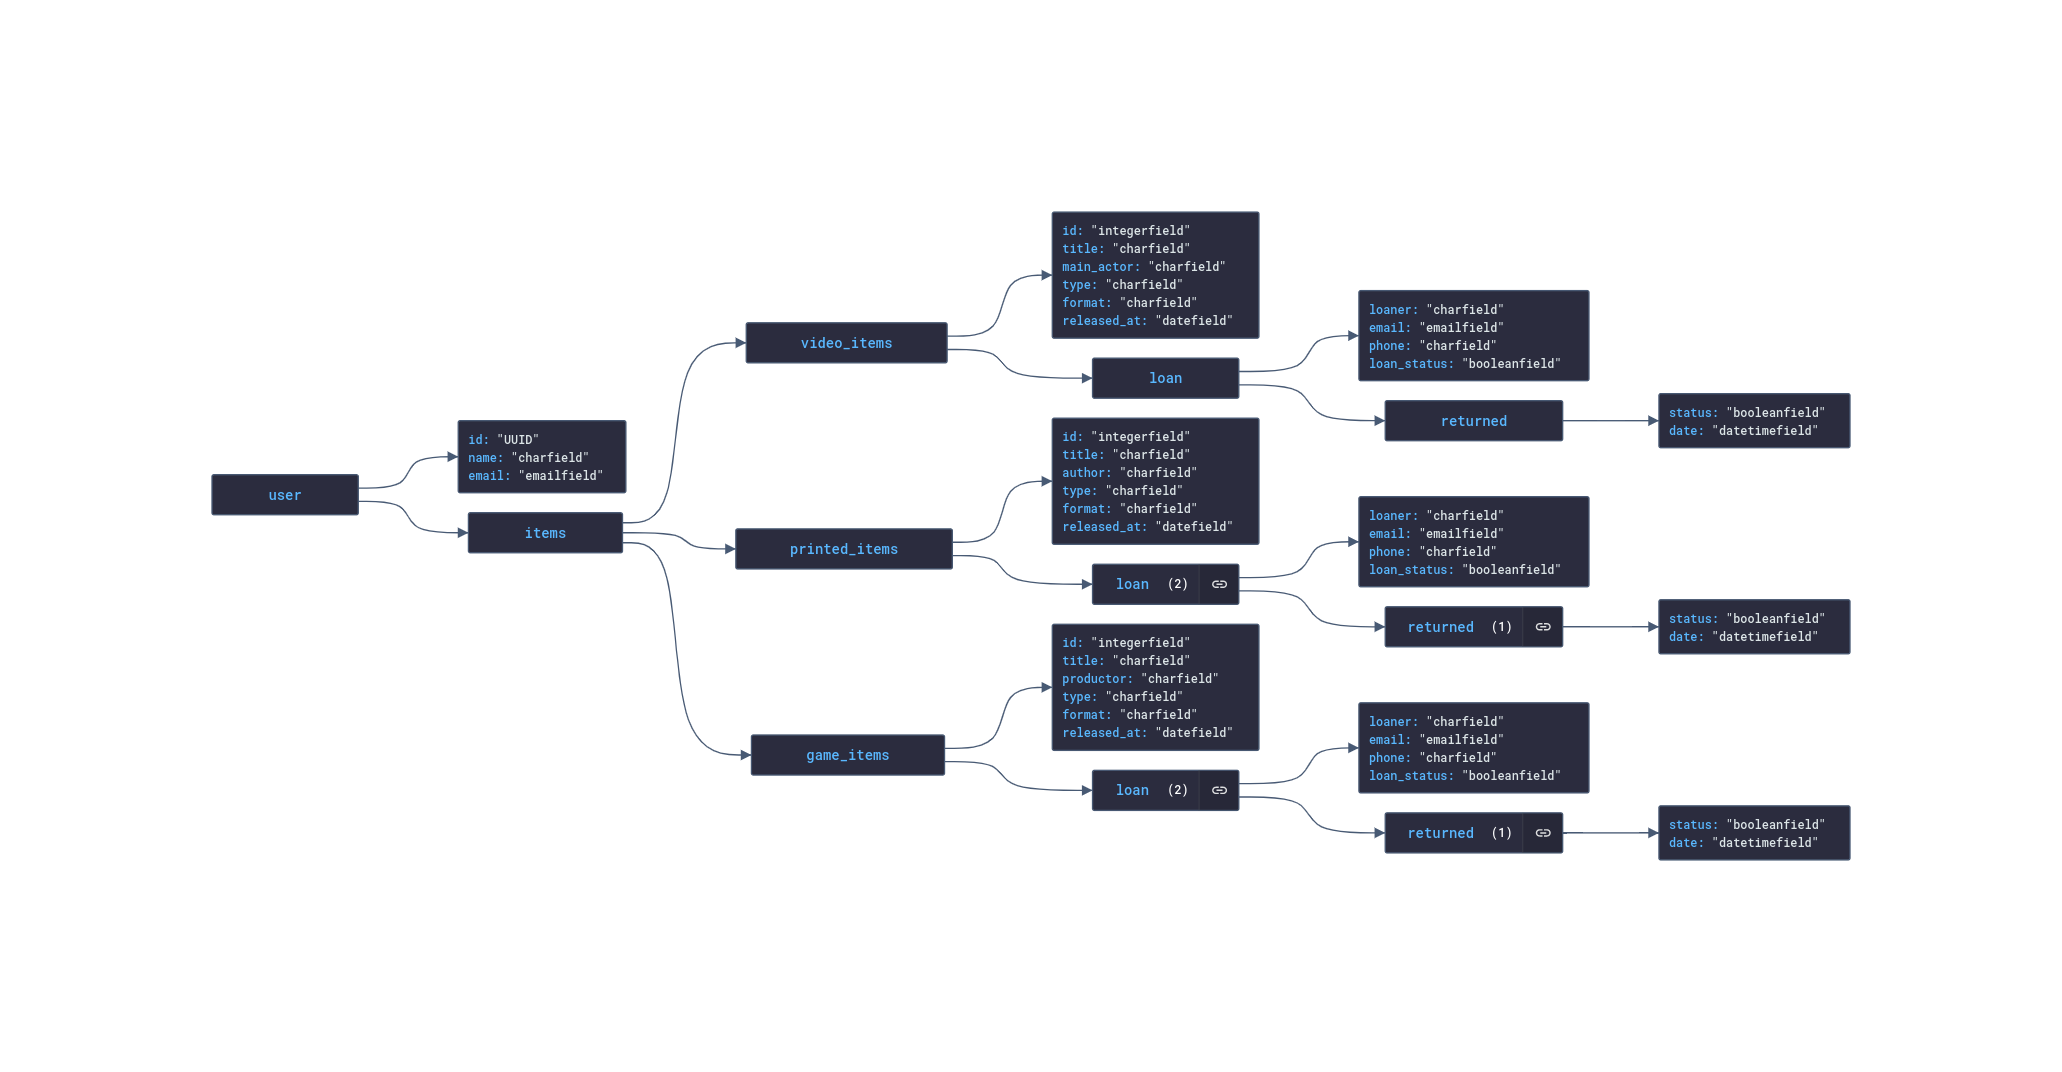 user
id: "UUID"
name: "charfield"
email: "emailfield"
items
video_items
id: "integerfield"
title: "charfield"
main_actor: "charfield"
type: "charfield"
format: "charfield"
released_at: "datefield"
loan
loaner: "charfield"
email: "emailfield"
phone: "charfield"
loan_status: "booleanfield"
returned
status: "booleanfield"
date: "datetimefield"
printed_items
id: "integerfield"
title: "charfield"
author: "charfield"
type: "charfield"
format: "charfield"
released_at: "datefield"
loan (2)
loaner: "charfield"
email: "emailfield"
phone: "charfield"
loan_status: "booleanfield"
returned (1)
status: "booleanfield"
date: "datetimefield"
game_items
id: "integerfield"
title: "charfield"
productor: "charfield"
type: "charfield"
format: "charfield"
released_at: "datefield"
loan (2)
loaner: "charfield"
email: "emailfield"
phone: "charfield"
loan_status: "booleanfield"
returned (1)
status: "booleanfield"
date: "datetimefield"